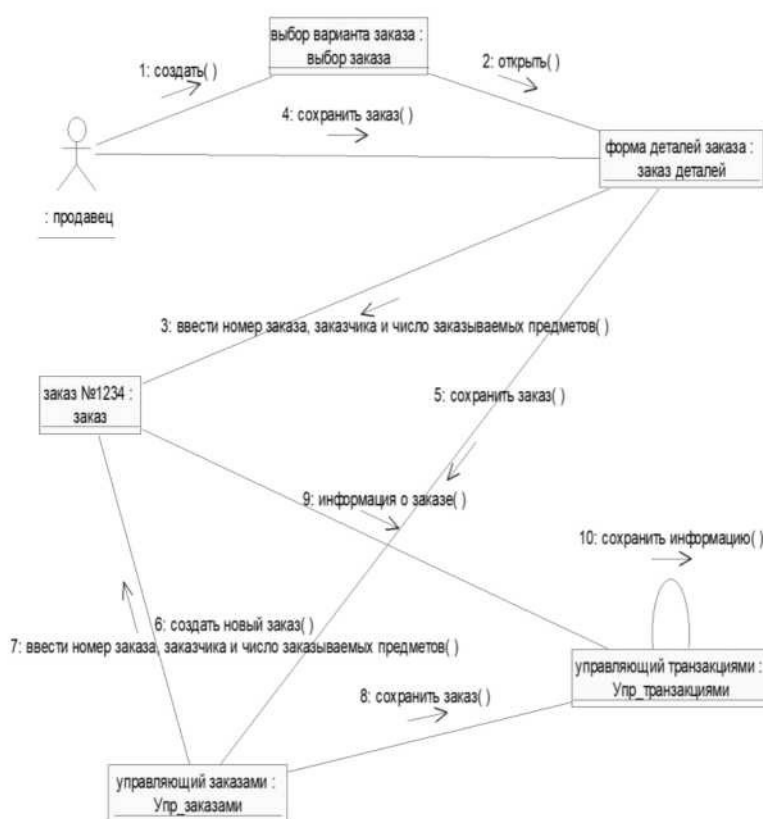 выбор варианта заказа :
выбор заказа
1: создать( )
2: открыть( )
4: сохранить заказ( )
форма деталей заказа :
заказ деталей
: продавец
3: ввести номер заказа, заказчика и число заказываемых предметов( )
заказ №1234 :
заказ
5: сохранить заказ( )
9: информация о заказе( )
10: сохранить информацию( )
6: создать новый заказ( )
7: ввести номер заказа, заказчика и число заказываемых предметов( )
управляющий транзакциями :
Упр_транзакциями
8: сохранить заказ( )
управляющий заказами :
Упр_заказами